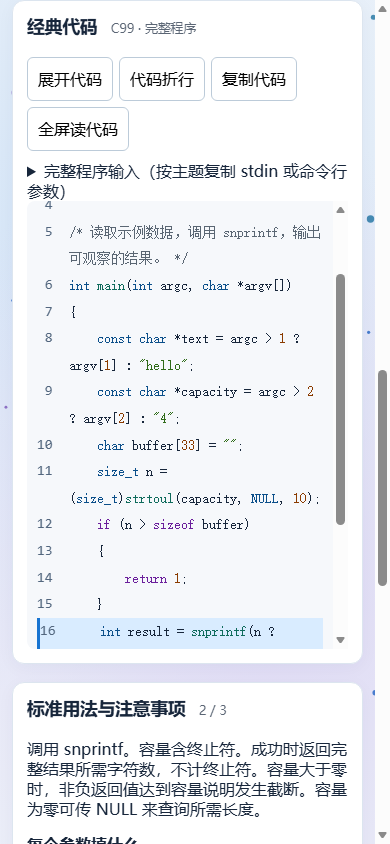 经典代码 C99 · 完整程序
展开代码 代码折行 复制代码
全屏读代码
▶ 完整程序输入（按主题复制 stdin 或命令行
参数）
4
5 /* 读取示例数据，调用 snprintf，输出
可观察的结果。 */
6 int main(int argc, char *argv[])
7 {
8     const char *text = argc > 1 ?
argv[1] : "hello";
9     const char *capacity = argc > 2
? argv[2] : "4";
10     char buffer[33] = "";
11     size_t n =
(size_t)strtoul(capacity, NULL, 10);
12     if (n > sizeof buffer)
13     {
14         return 1;
15     }
16     int result = snprintf(n ?
标准用法与注意事项 2 / 3
调用 snprintf。容量含终止符。成功时返回完
整结果所需字符数，不计终止符。容量大于零
时，非负返回值达到容量说明发生截断。容量
为零可传 NULL 来查询所需长度。
每个参数填什么